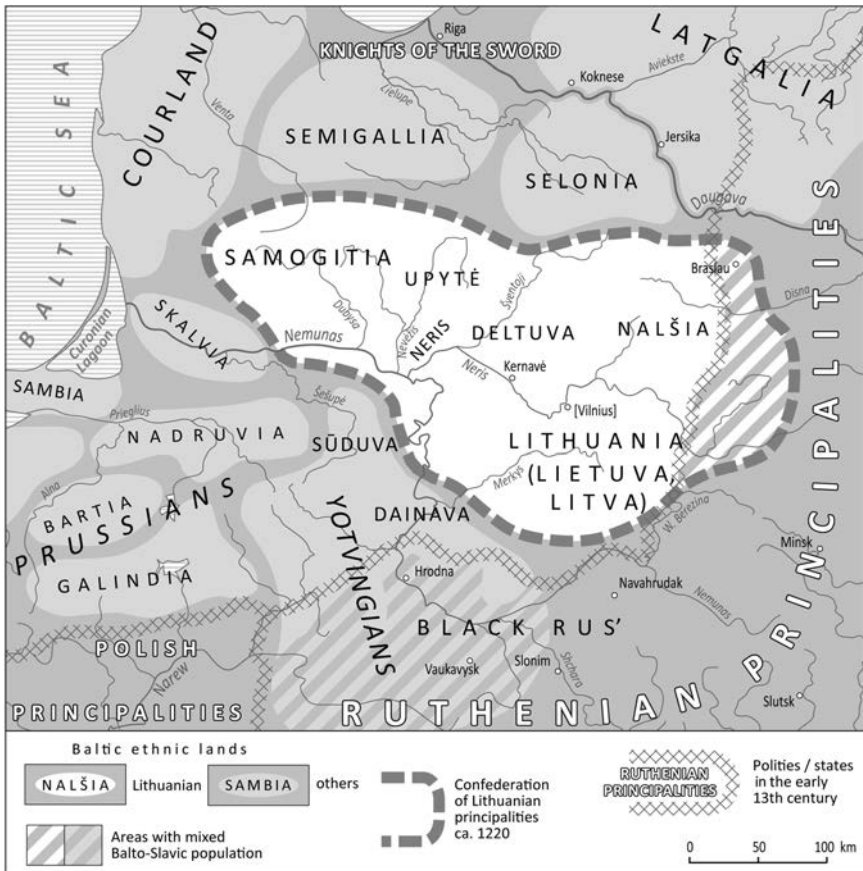 Riga
KNIGHTS OF THE SWORD
LATGALIA
COURLAND
BALTIC SEA
Venta
Lielupe
Koknese
Aviekste
SEMIGALLIA
Jersika
SELONIA
Daugava
SAMOGITIA
UPYTĖ
Braslau
Disna
SKALVIA
Curonian
Lagoon
Nemunas
Dubysa
Nevėžis
NERIS
Šventoji
DELTUVA
NALŠIA
Neris
Kernavė
[Vilnius]
SAMBIA
Prieglius
Šešupė
NADRUVIA
SŪDUVA
LITHUANIA
(LIETUVA,
LITVA)
Merkys
Alna
BARTIA
PRUSSIANS
GALINDIA
DAINAVA
YOTVINGIANS
W. Berezina
Minsk
Hrodna
Navahrudak
Nemunas
BLACK RUS'
POLISH
PRINCIPALITIES
Narew
Vaukavysk
Slonim
Shchara
Slutsk
RUTHENIAN PRINCIPALITIES
Baltic ethnic lands
NALŠIA Lithuanian SAMBIA others
Areas with mixed
Balto-Slavic population
Confederation
of Lithuanian
principalities
ca. 1220
RUTHENIAN
PRINCIPALITIES
Polities / states
in the early
13th century
0 50 100 km